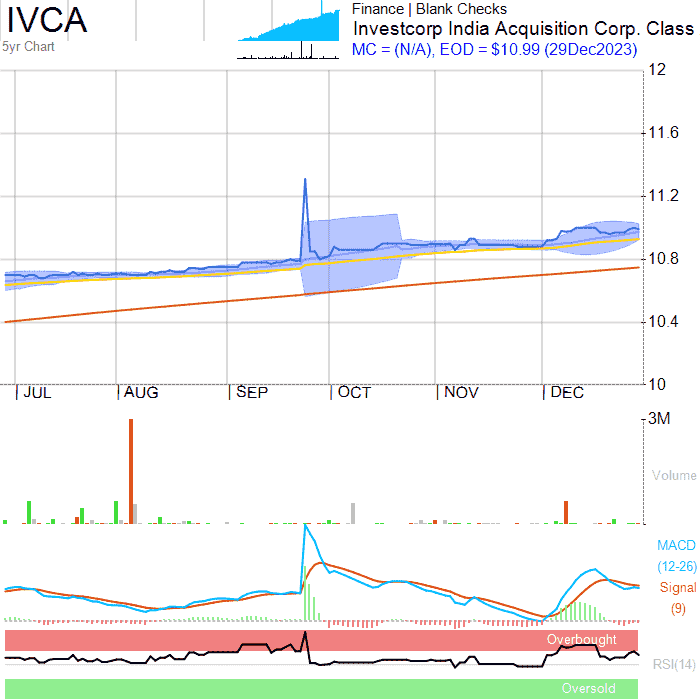 IVCA
5yr Chart
Finance | Blank Checks
Investcorp India Acquisition Corp. Class
MC = (N/A), EOD = $10.99 (29Dec2023)
12
11.6
11.2
10.8
10.4
10
JUL AUG SEP OCT NOV DEC
3M
Volume
MACD
(12-26)
Signal
(9)
Overbought
RSI(14)
Oversold